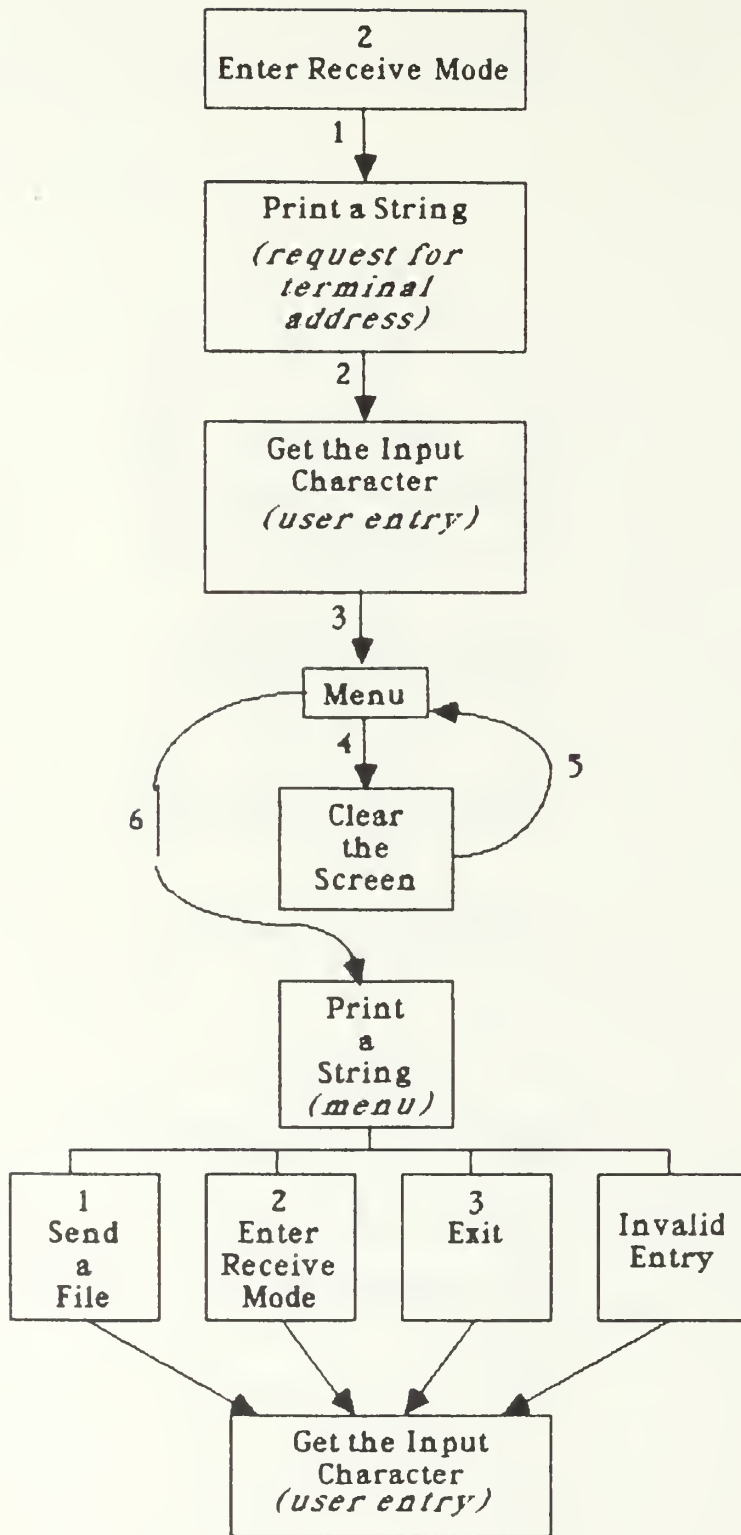 2
Enter Receive Mode
1
Print a String
(request for
terminal
address)
2
Get the Input
Character
(user entry)
3
Menu
4
5
6
Clear
the
Screen
Print
a
String
(menu)
1
Send
a
File
2
Enter
Receive
Mode
3
Exit
Invalid
Entry
Get the Input
Character
(user entry)